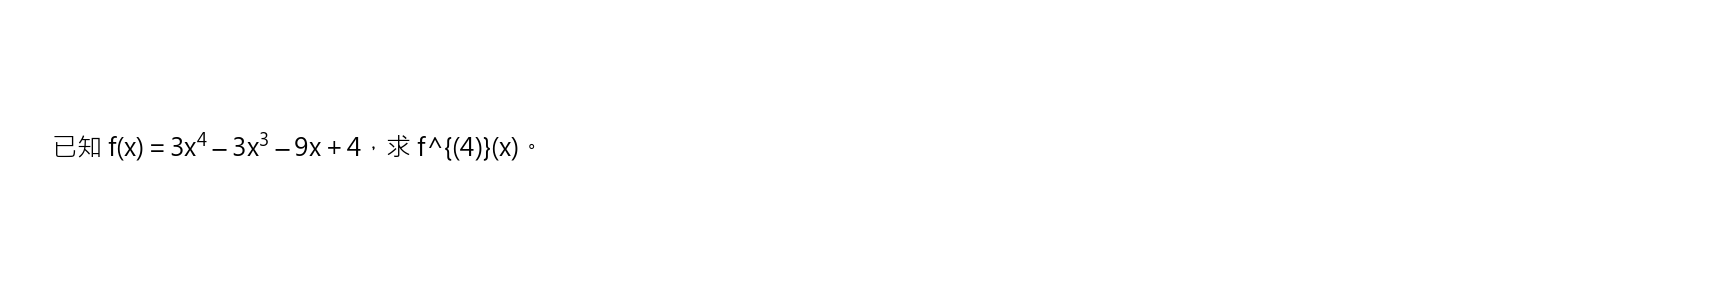 已知 f(x) = 3x⁴ – 3x³ – 9x + 4，求 f^{(4)}(x)。